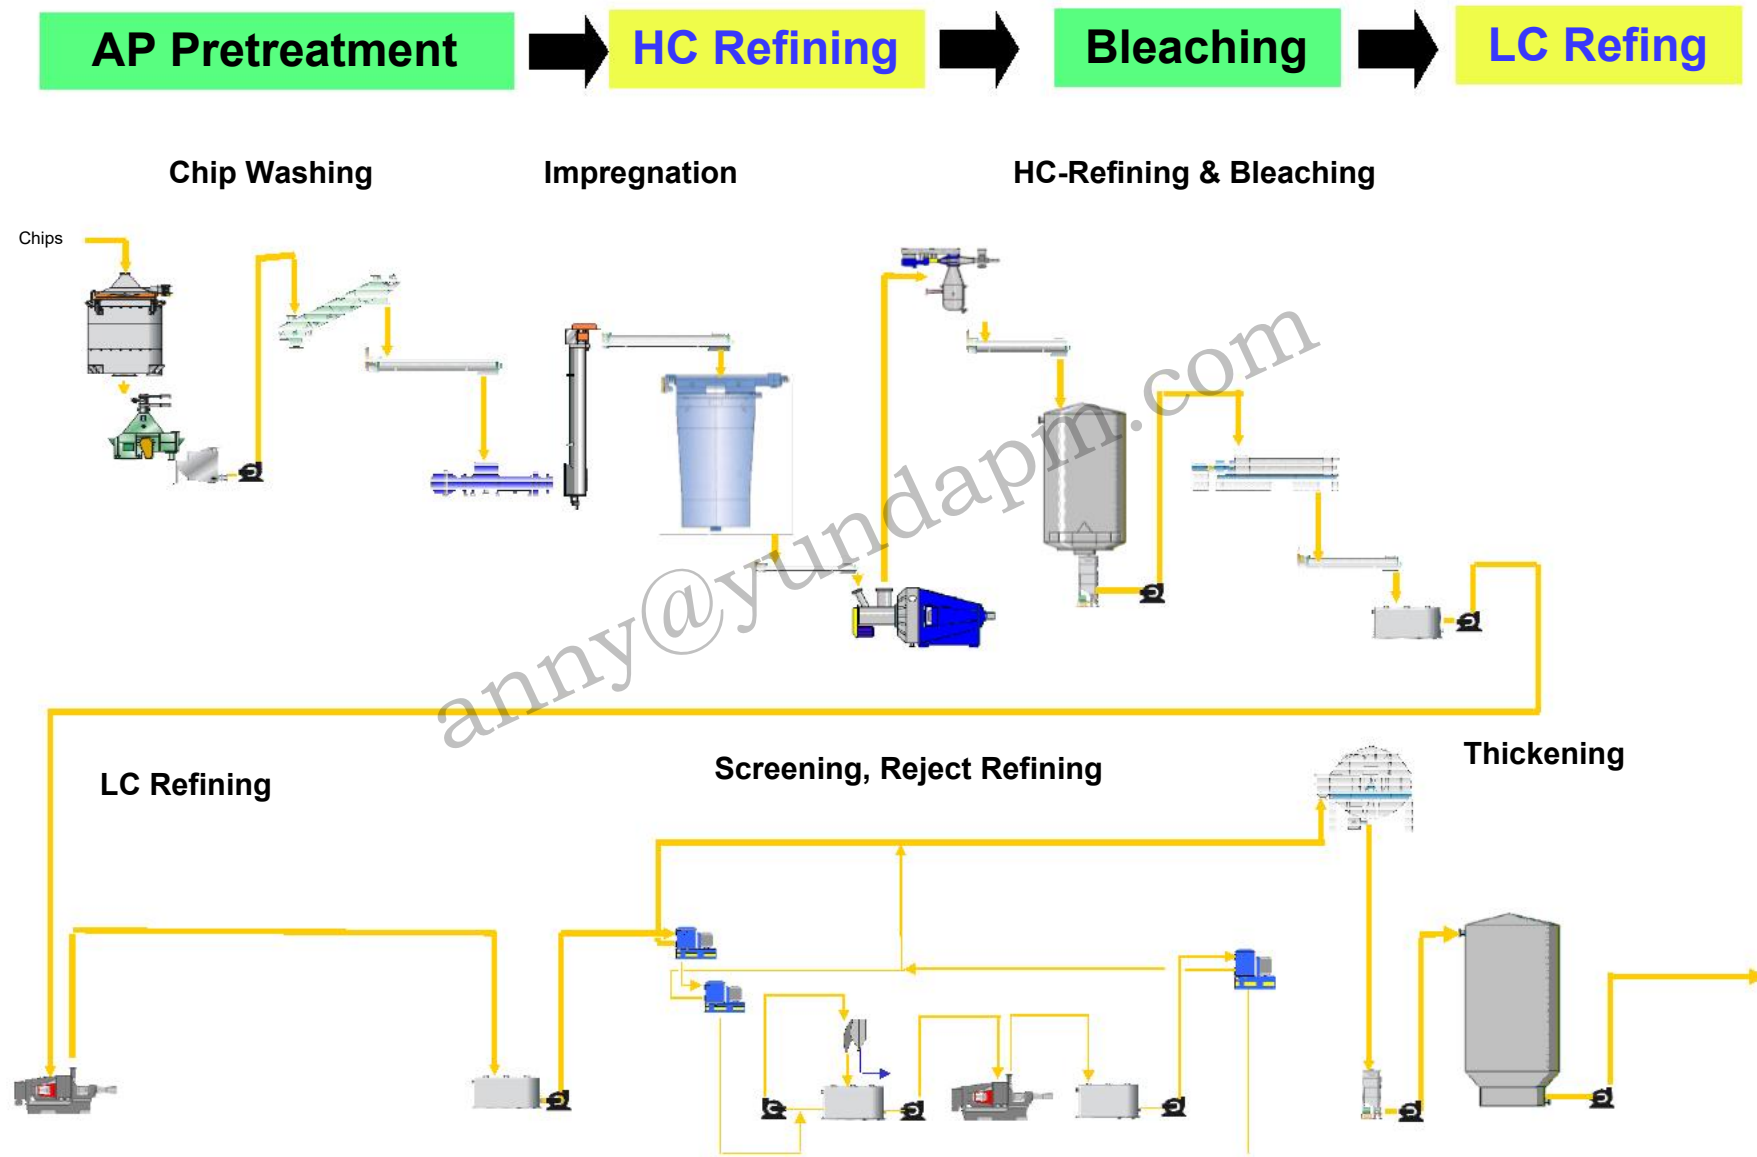 AP Pretreatment
HC Refining
Bleaching
LC Refing
Chip Washing
Impregnation
HC-Refining & Bleaching
Chips
anny@yundapm.com
LC Refining
Screening, Reject Refining
Thickening